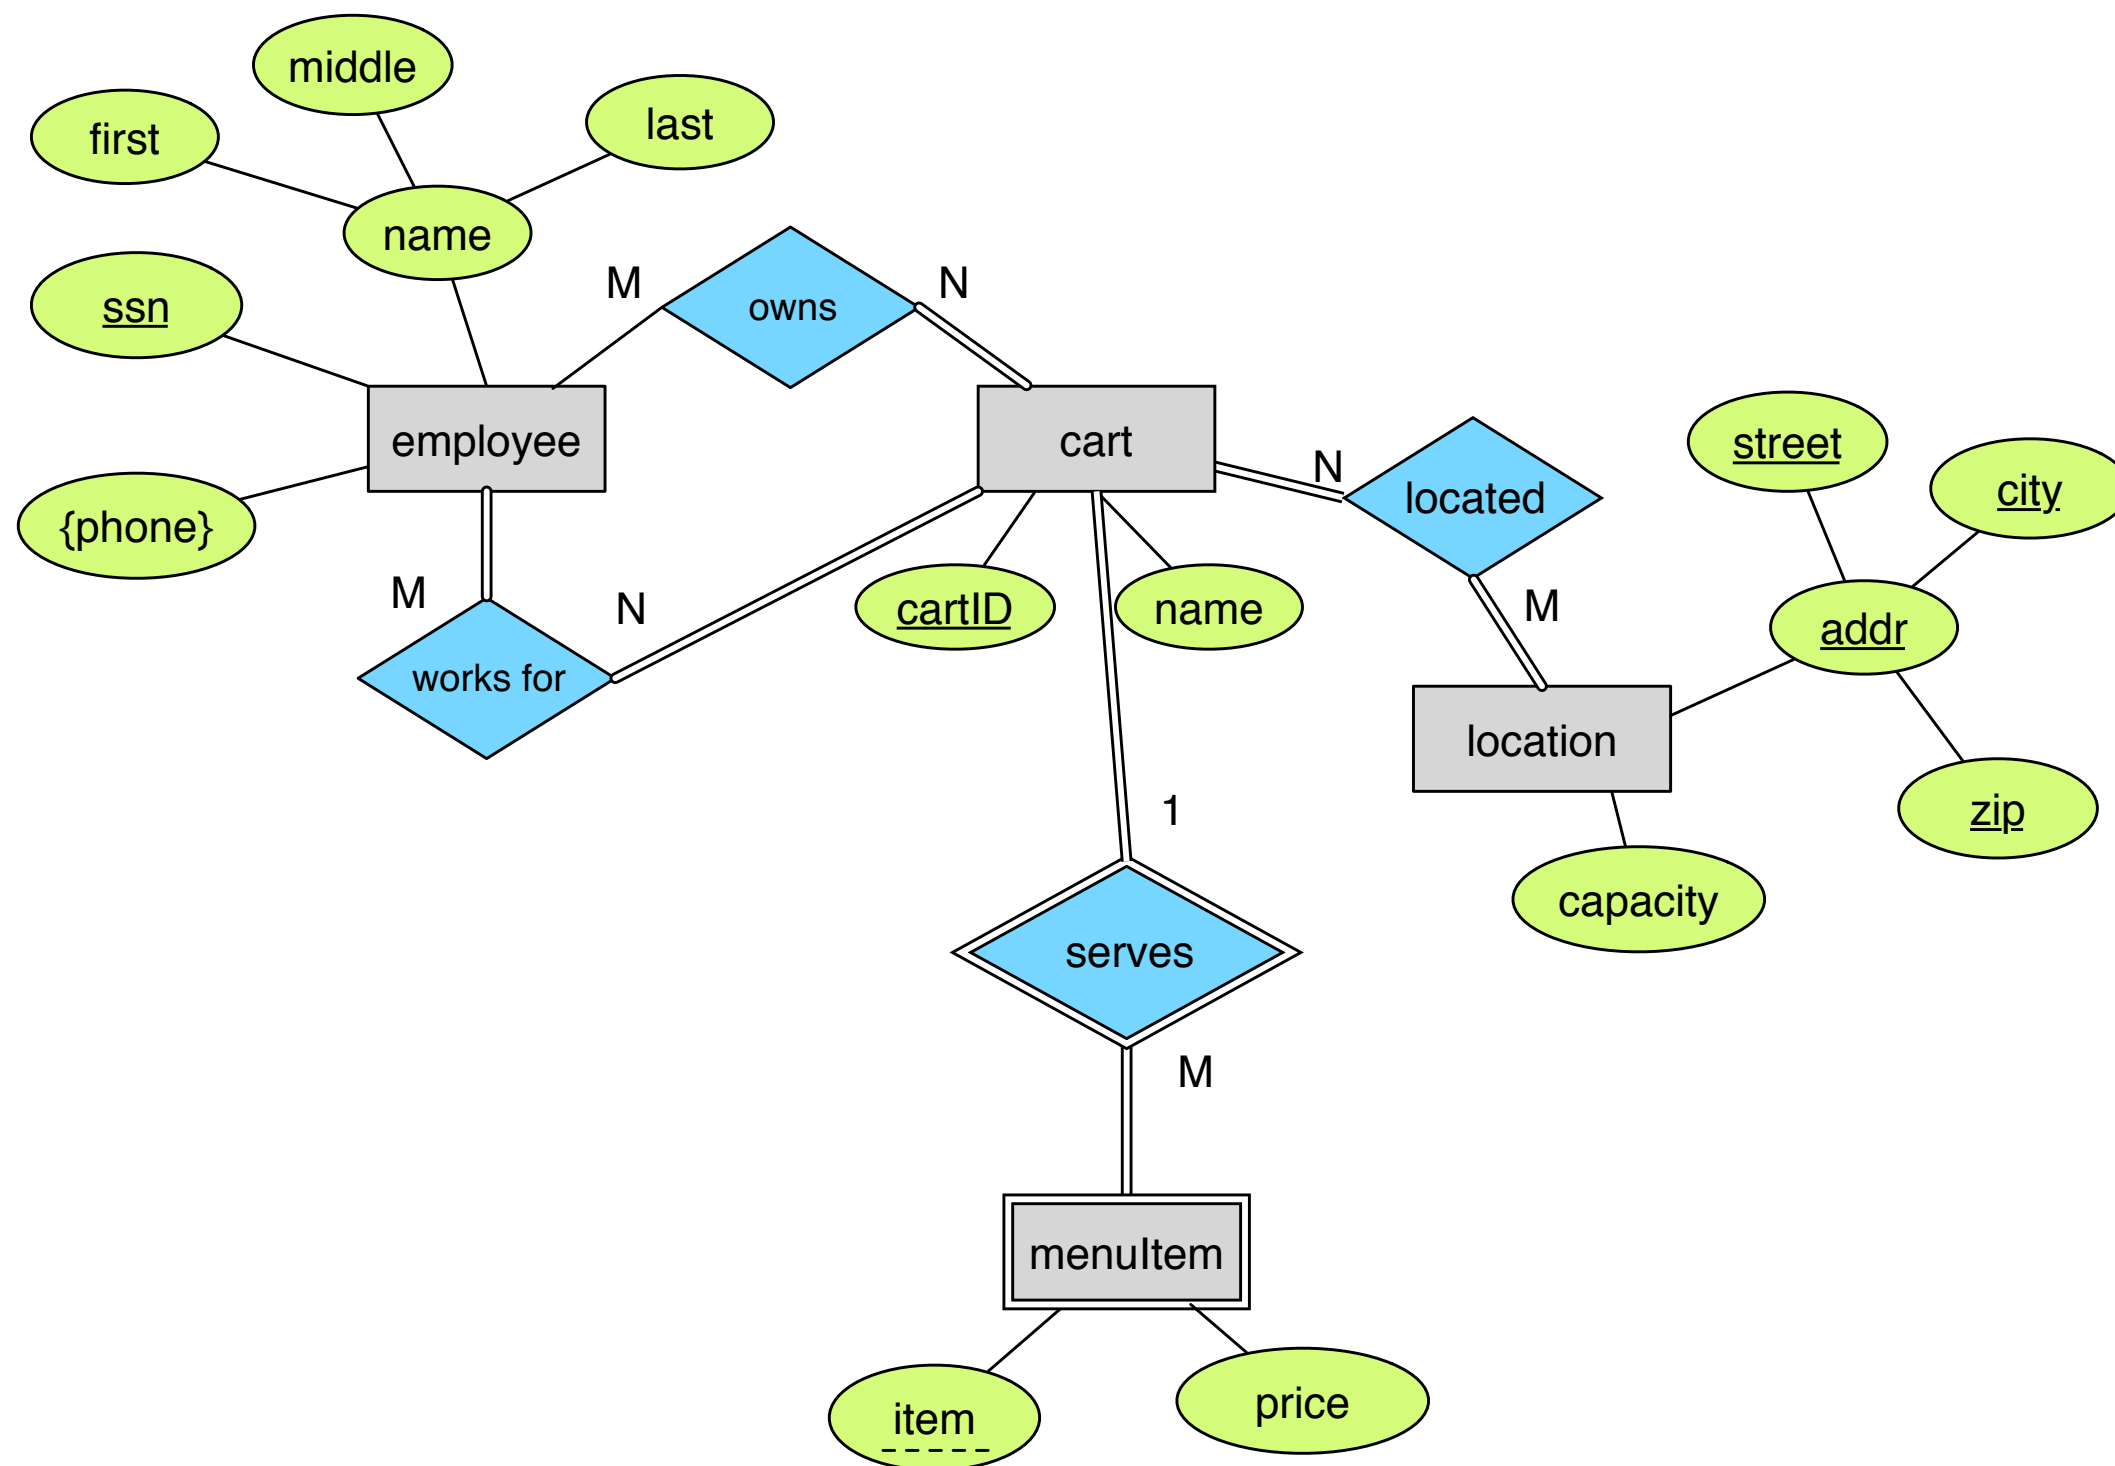 middle
first
last
name
ssn
M
owns
N
employee
cart
street
N
located
city
{phone}
M
N
cartID
name
M
addr
works for
location
1
zip
capacity
serves
M
menuItem
item
price